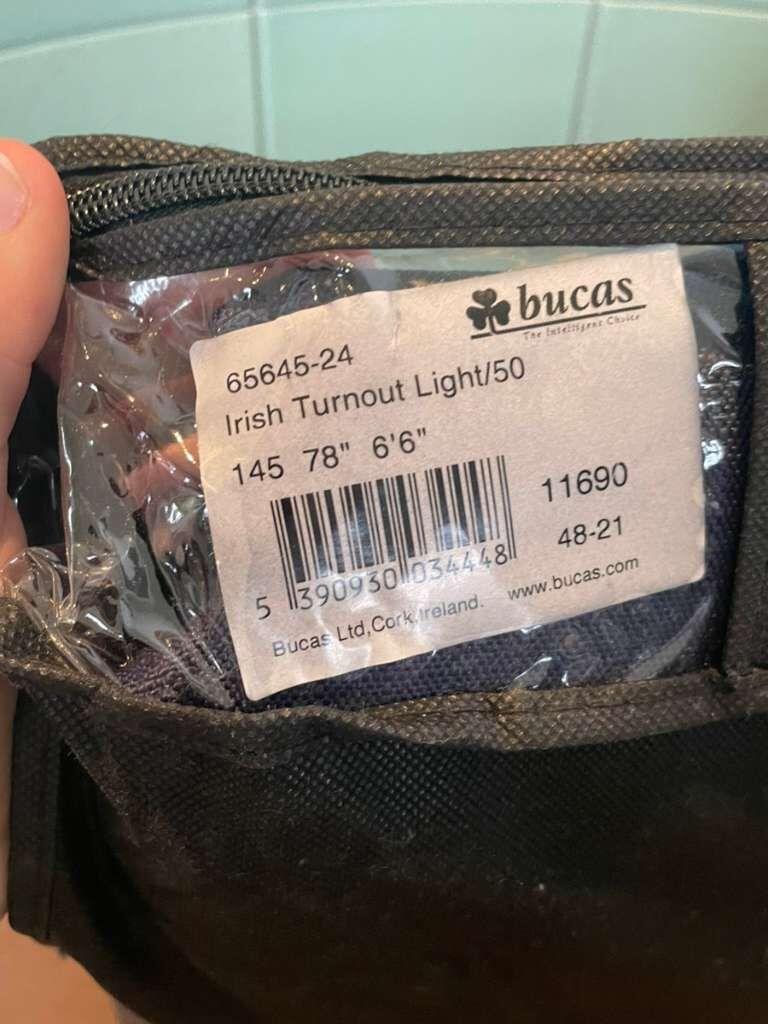 bucas
The Intelligent Choice
65645-24
Irish Turnout Light/50
145 78" 6'6"
11690
48-21
5 390930 034448
Bucas Ltd,Cork,Ireland. www.bucas.com